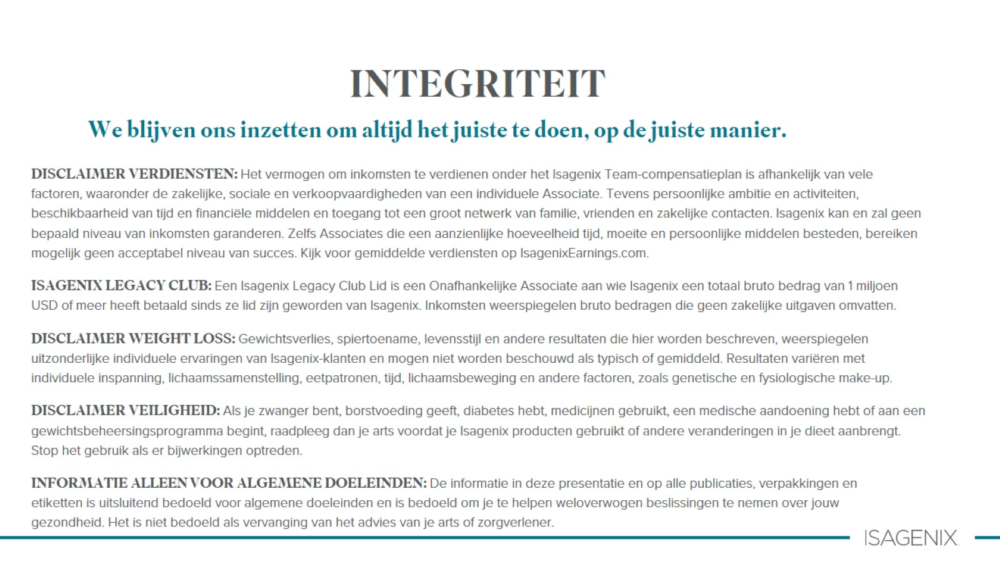 INTEGRITEIT
We blijven ons inzetten om altijd het juiste te doen, op de juiste manier.
DISCLAIMER VERDIENSTEN: Het vermogen om inkomsten te verdienen onder het Isagenix Team-compensatieplan is afhankelijk van vele
factoren, waaronder de zakelijke, sociale en verkoopvaardigheden van een individuele Associate. Tevens persoonlijke ambitie en activiteiten,
beschikbaarheid van tijd en financiële middelen en toegang tot een groot netwerk van familie, vrienden en zakelijke contacten. Isagenix kan en zal geen
bepaald niveau van inkomsten garanderen. Zelfs Associates die een aanzienlijke hoeveelheid tijd, moeite en persoonlijke middelen besteden, bereiken
mogelijk geen acceptabel niveau van succes. Kijk voor gemiddelde verdiensten op IsagenixEarnings.com.
ISAGENIX LEGACY CLUB: Een Isagenix Legacy Club Lid is een Onafhankelijke Associate aan wie Isagenix een totaal bruto bedrag van 1 miljoen
USD of meer heeft betaald sinds ze lid zijn geworden van Isagenix. Inkomsten weerspiegelen bruto bedragen die geen zakelijke uitgaven omvatten.
DISCLAIMER WEIGHT LOSS: Gewichtsverlies, spiertoename, levensstijl en andere resultaten die hier worden beschreven, weerspiegelen
uitzonderlijke individuele ervaringen van Isagenix-klanten en mogen niet worden beschouwd als typisch of gemiddeld. Resultaten variëren met
individuele inspanning, lichaamssamenstelling, eetpatronen, tijd, lichaamsbeweging en andere factoren, zoals genetische en fysiologische make-up.
DISCLAIMER VEILIGHEID: Als je zwanger bent, borstvoeding geeft, diabetes hebt, medicijnen gebruikt, een medische aandoening hebt of aan een
gewichtsbeheersingsprogramma begint, raadpleeg dan je arts voordat je Isagenix producten gebruikt of andere veranderingen in je dieet aanbrengt.
Stop het gebruik als er bijwerkingen optreden.
INFORMATIE ALLEEN VOOR ALGEMENE DOELEINDEN: De informatie in deze presentatie en op alle publicaties, verpakkingen en
etiketten is uitsluitend bedoeld voor algemene doeleinden en is bedoeld om je te helpen weloverwogen beslissingen te nemen over jouw
gezondheid. Het is niet bedoeld als vervanging van het advies van je arts of zorgverlener.
ISAGENIX